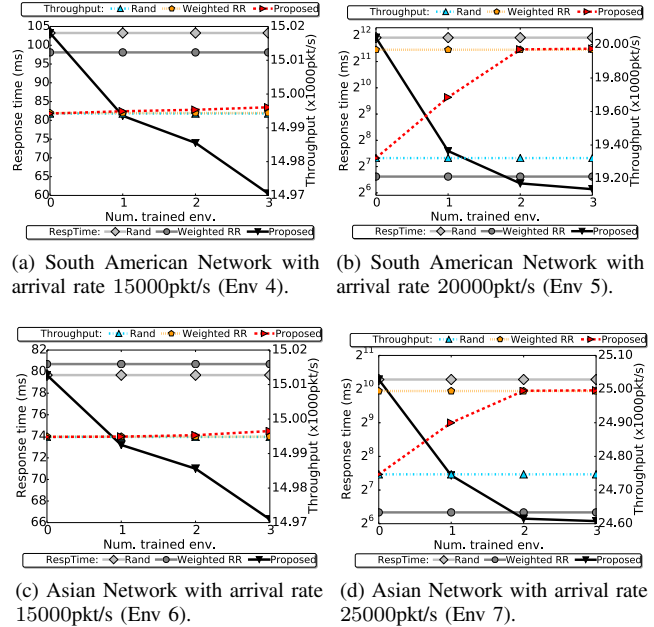 Throughput: Rand Weighted RR Proposed
Response time (ms)
105
100
95
90
85
80
75
70
65
60
0 1 2 3
Num. trained env.
15.02
15.01
15.00
14.99
14.98
14.97
Throughput (x1000pkt/s)
RespTime: Rand Weighted RR Proposed
(a) South American Network with
arrival rate 15000pkt/s (Env 4).
Throughput: Rand Weighted RR Proposed
Response time (ms)
2^12
2^11
2^10
2^9
2^8
2^7
2^6
0 1 2 3
Num. trained env.
20.00
19.80
19.60
19.40
19.20
Throughput (x1000pkt/s)
RespTime: Rand Weighted RR Proposed
(b) South American Network with
arrival rate 20000pkt/s (Env 5).
Throughput: Rand Weighted RR Proposed
Response time (ms)
82
80
78
76
74
72
70
68
66
0 1 2 3
Num. trained env.
15.02
15.01
15.00
14.99
14.98
14.97
Throughput (x1000pkt/s)
RespTime: Rand Weighted RR Proposed
(c) Asian Network with arrival rate
15000pkt/s (Env 6).
Throughput: Rand Weighted RR Proposed
Response time (ms)
2^10
2^10
2^9
2^8
2^7
2^6
0 1 2 3
Num. trained env.
25.10
25.00
24.90
24.80
24.70
24.60
Throughput (x1000pkt/s)
RespTime: Rand Weighted RR Proposed
(d) Asian Network with arrival rate
25000pkt/s (Env 7).